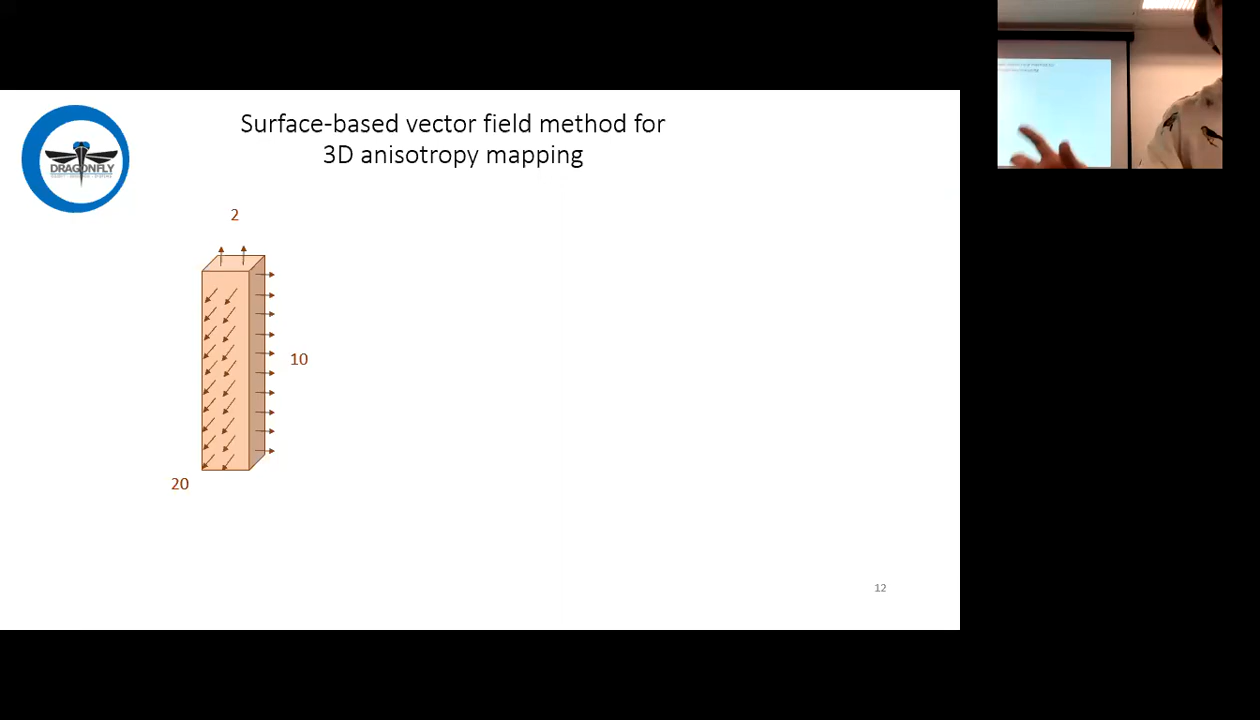 Surface-based vector field method for
3D anisotropy mapping
DRAGONFLY
2
10
20
12